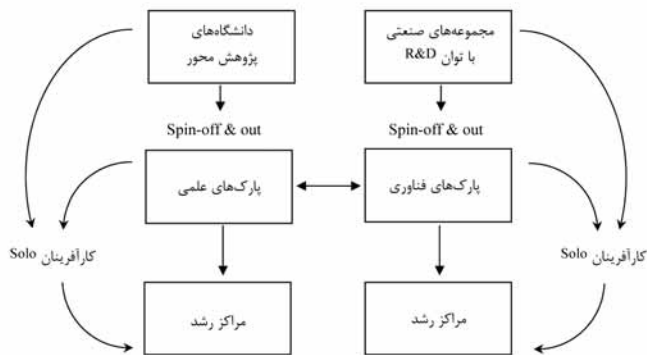 مجموعه‌های صنعتی
با توان R&D
دانشگاه‌های
پژوهش محور
Spin-off & out
Spin-off & out
پارک‌های فناوری
پارک‌های علمی
کارآفرینان Solo
کارآفرینان Solo
مراکز رشد
مراکز رشد